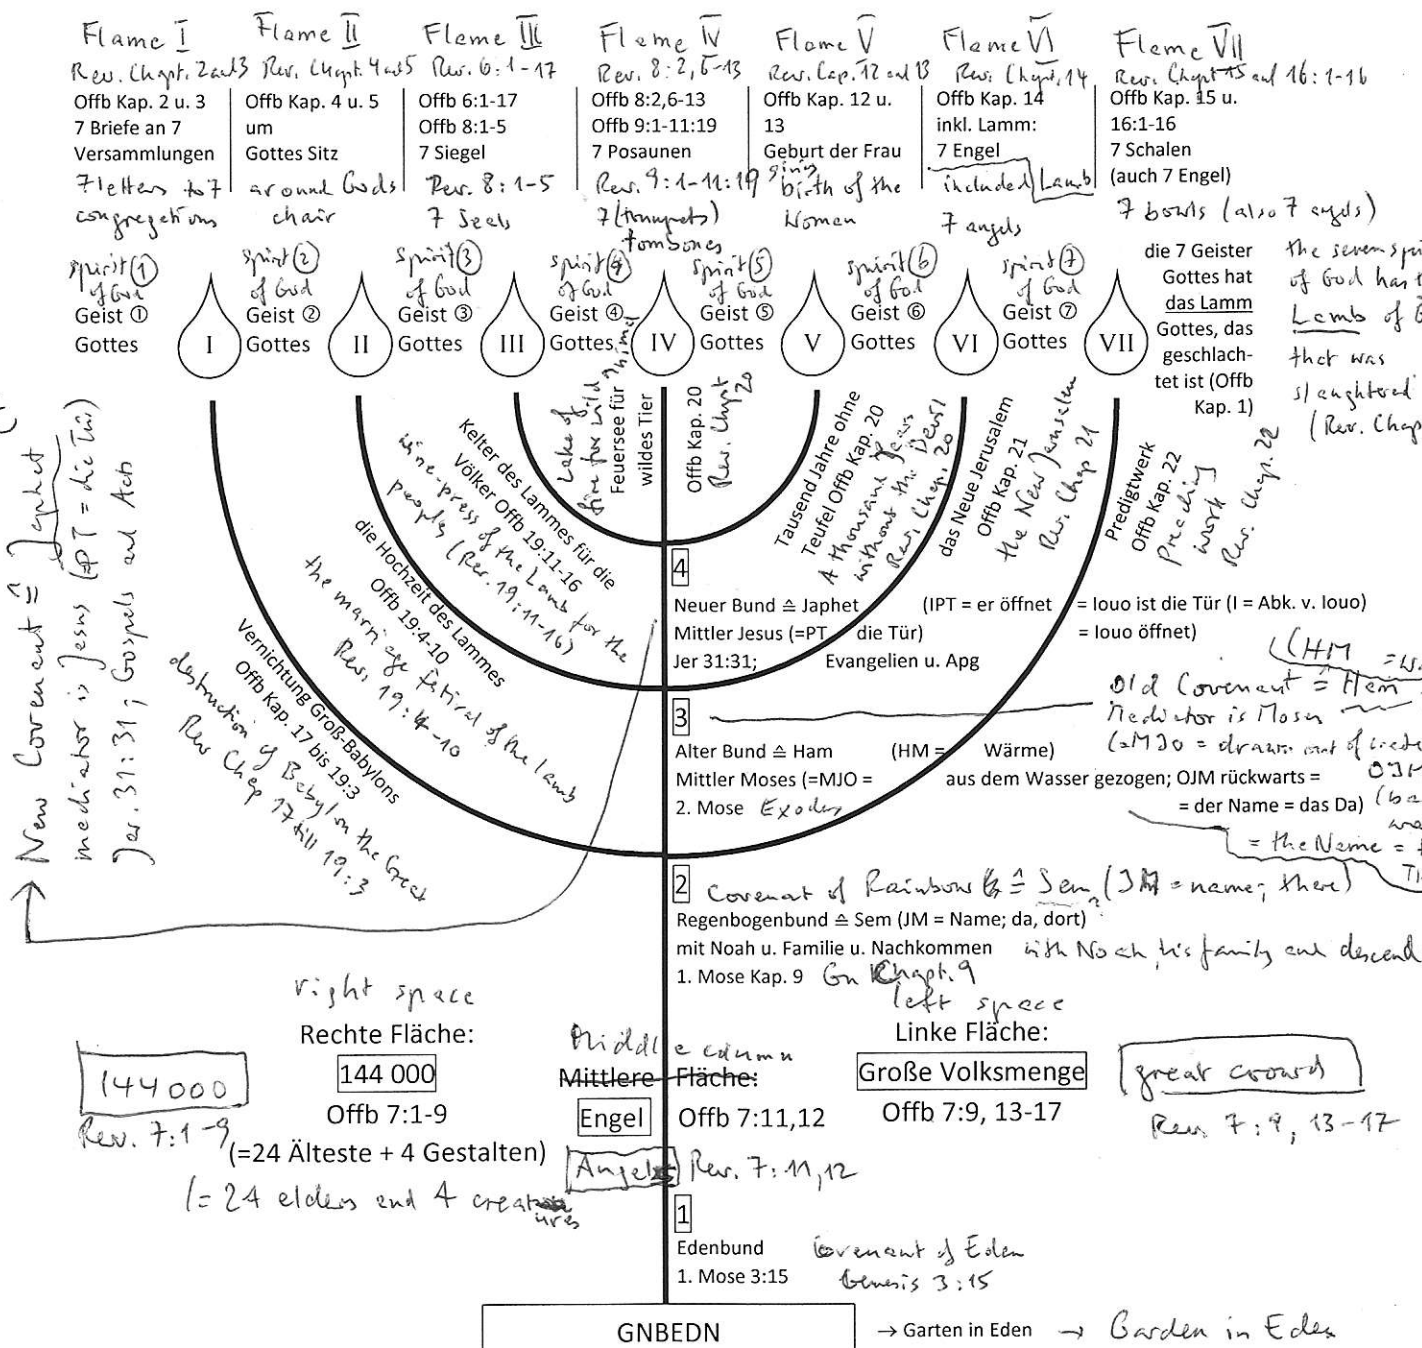 Flame I
Rev. Chapt. 2 and 3
Offb Kap. 2 u. 3
7 Briefe an 7
Versammlungen
7 letters to 7
congregations
Flame II
Rev. Chapt. 4 and 5
Offb Kap. 4 u. 5
um
Gottes Sitz
around Gods
chair
Flame III
Rev. 6:1-17
Offb 6:1-17
Offb 8:1-5
7 Siegel
Rev. 8:1-5
7 Seals
Flame IV
Rev. 8:2,6-13
Offb 8:2,6-13
Offb 9:1-11:19
7 Posaunen
Rev. 9:1-11:19
7 (trumpets)
tombones
Flame V
Rev. Cap. 12 and 13
Offb Kap. 12 u.
13
Geburt der Frau
giving
birth of the
Women
Flame VI
Rev. Chapt. 14
Offb Kap. 14
inkl. Lamm:
7 Engel
included Lamb
7 angels
Flame VII
Rev. Chapt 15 and 16:1-16
Offb Kap. 15 u.
16:1-16
7 Schalen
(auch 7 Engel)
7 bowls (also 7 angels)
spirit ①
of God
Geist ①
Gottes
I
spirit ②
of God
Geist ②
Gottes
II
spirit ③
of God
Geist ③
Gottes
III
spirit ④
of God
Geist ④
Gottes
IV
spirit ⑤
of God
Geist ⑤
Gottes
V
spirit ⑥
of God
Geist ⑥
Gottes
VI
spirit ⑦
of God
Geist ⑦
Gottes
VII
die 7 Geister
Gottes hat
das Lamm
Gottes, das
geschlach-
tet ist (Offb
Kap. 1)
the seven
of God has
Lamb of
that was
slaughtered
(Rev. Chap
Lake of
fire for wild
Feuersee für
wildes Tier
Offb Kap. 20
Rev. Chapt
20
Kelter des Lammes für die
Völker Offb 19:11-16
wine-press of the Lamb for the
people (Rev. 19:11-16)
die Hochzeit des Lammes
Offb 19:4-10
the marriage festival of the lamb
Rev. 19:4-10
Vernichtung Groß-Babylons
Offb Kap. 17 bis 19:3
destruction of Babylon the Great
Rev Chap 17 till 19:3
Tausend Jahre ohne
Teufel Offb Kap. 20
A thousand years
without the Devil
Rev. Chap. 20
das Neue Jerusalem
Offb Kap. 21
the New Jerusalem
Rev. Chap 21
Predigtwerk
Offb Kap. 22
Preaching
work
Rev. Chap. 22
New Covenant ≙ Japhet
mediator is Jesus (=PT = die Tür)
Jer. 31:31; Gospels and Acts
4
Neuer Bund ≙ Japhet (IPT = er öffnet = Iouo ist die Tür (I = Abk. v. Iouo)
Mittler Jesus (=PT die Tür) = Iouo öffnet)
Jer 31:31; Evangelien u. Apg
(HM
Old Covenant ≙ Ham
Mediator is Moses
(=MJO = drawn out of
3
Alter Bund ≙ Ham (HM = Wärme)
Mittler Moses (=MJO = aus dem Wasser gezogen; OJM rückwarts =
2. Mose Exodus = der Name = das Da)
= the Name =
2
Covenant of Rainbow ≙ Sem (JM = name; there)
Regenbogenbund ≙ Sem (JM = Name; da, dort)
mit Noah u. Familie u. Nachkommen with Noah, his family and descend
1. Mose Kap. 9 Gn Chapt. 9
right space
Rechte Fläche:
144 000
Offb 7:1-9
(=24 Älteste + 4 Gestalten)
144000
Rev. 7:1-9
(= 24 elders and 4 creatures
Middle column
Mittlere Fläche:
Engel Offb 7:11,12
Angels Rev. 7:11,12
left space
Linke Fläche:
Große Volksmenge
Offb 7:9, 13-17
great crowd
Rev. 7:9, 13-17
1
Edenbund Covenant of Eden
1. Mose 3:15 Genesis 3:15
GNBEDN → Garten in Eden → Garden in Eden